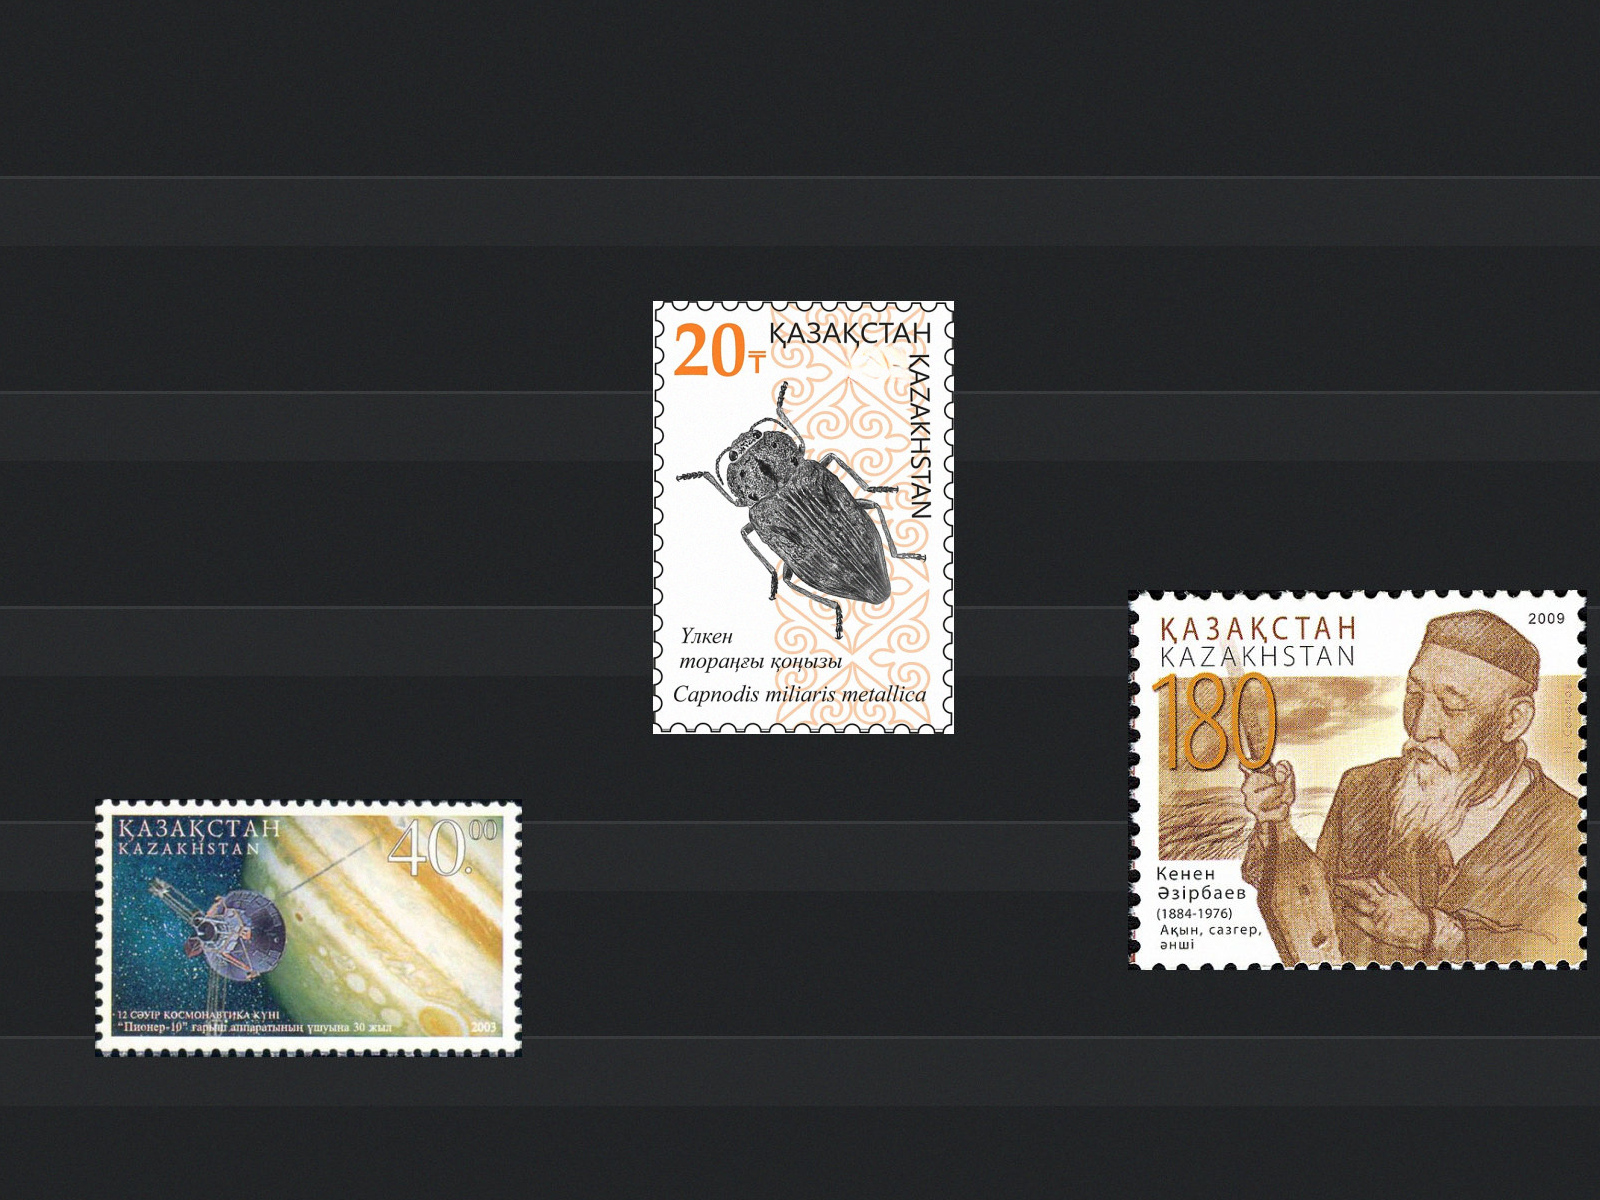 20₸
ҚАЗАҚСТАН
KAZAKHSTAN
Үлкен
тораңғы қоңызы
Capnodis miliaris metallica
ҚАЗАҚСТАН
KAZAKHSTAN
2009
180
Кенен
Әзірбаев
(1884-1976)
Ақын, сазгер,
әнші
ҚАЗАҚСТАН
KAZAKHSTAN
40.00
12 СӘУІР КОСМОНАВТИКА КҮНІ
"Пионер-10" ғарыш аппаратының ұшуына 30 жыл
2003